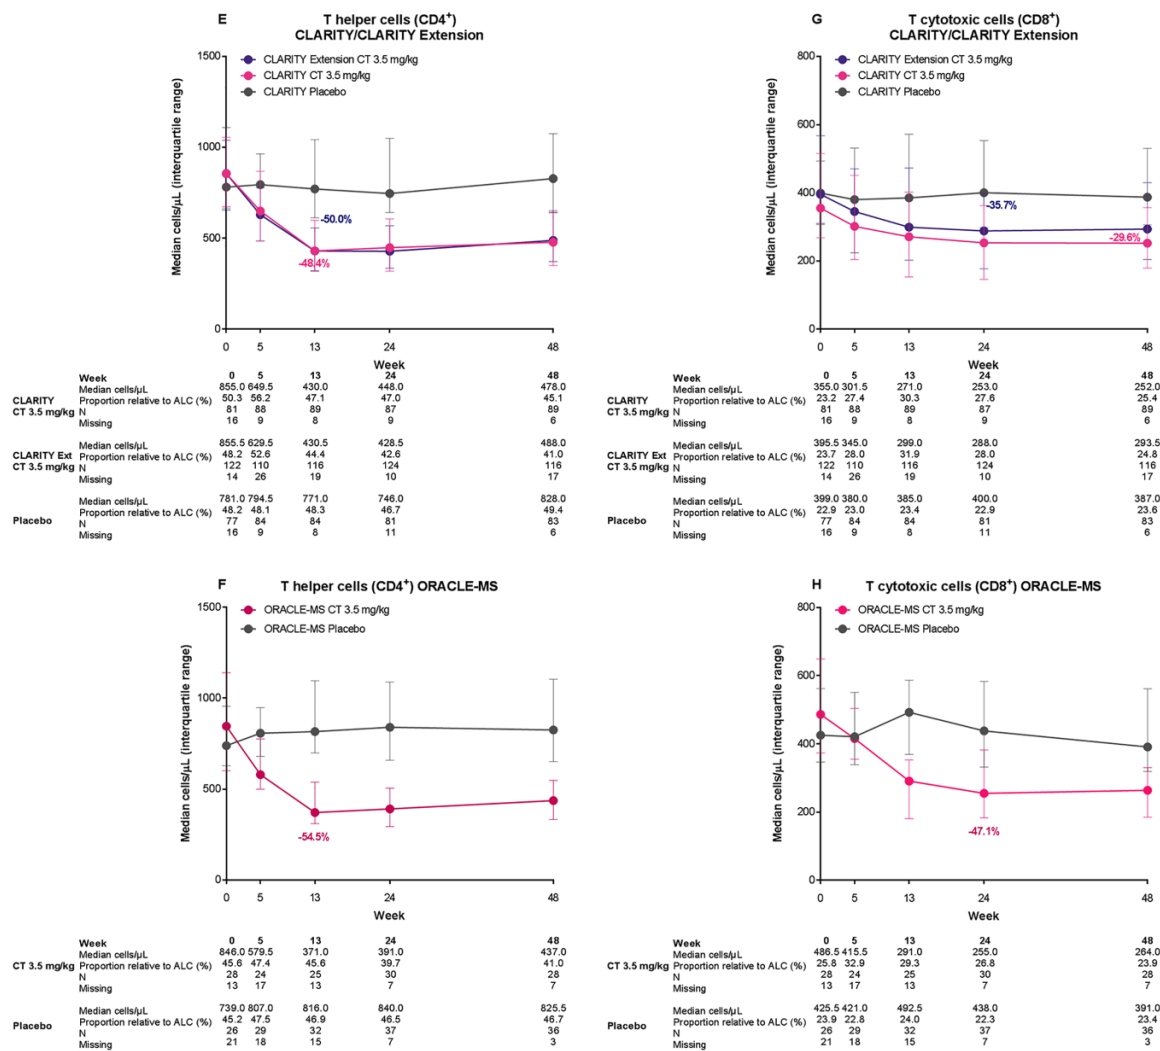 E
T helper cells (CD4+)
CLARITY/CLARITY Extension
1500
1000
500
0
Median cells/µL (interquartile range)
CLARITY Extension CT 3.5 mg/kg
CLARITY CT 3.5 mg/kg
CLARITY Placebo
-50.0%
-48.4%
0 5 13 24 48
Week
Week 0 5 13 24 48
CLARITY CT 3.5 mg/kg
Median cells/µL 855.0 649.5 430.0 448.0 478.0
Proportion relative to ALC (%) 50.3 56.2 47.1 47.0 45.1
N 81 88 89 87 89
Missing 16 9 8 9 6
CLARITY Ext CT 3.5 mg/kg
Median cells/µL 855.5 629.5 430.5 428.5 488.0
Proportion relative to ALC (%) 48.2 52.6 44.4 42.6 41.0
N 122 110 116 124 116
Missing 14 26 19 10 17
Placebo
Median cells/µL 781.0 794.5 771.0 746.0 828.0
Proportion relative to ALC (%) 48.2 48.1 48.3 46.7 49.4
N 77 84 84 81 83
Missing 16 9 8 11 6
G
T cytotoxic cells (CD8+)
CLARITY/CLARITY Extension
800
600
400
200
0
Median cells/µL (interquartile range)
CLARITY Extension CT 3.5 mg/kg
CLARITY CT 3.5 mg/kg
CLARITY Placebo
-35.7%
-29.6%
0 5 13 24 48
Week
Week 0 5 13 24 48
CLARITY CT 3.5 mg/kg
Median cells/µL 355.0 301.5 271.0 253.0 252.0
Proportion relative to ALC (%) 23.2 27.4 30.3 27.6 25.4
N 81 88 89 87 89
Missing 16 9 8 9 6
CLARITY Ext CT 3.5 mg/kg
Median cells/µL 395.5 345.0 299.0 288.0 293.5
Proportion relative to ALC (%) 23.7 28.0 31.9 28.0 24.8
N 122 110 116 124 116
Missing 14 26 19 10 17
Placebo
Median cells/µL 399.0 380.0 385.0 400.0 387.0
Proportion relative to ALC (%) 22.9 23.0 23.4 22.9 23.6
N 77 84 84 81 83
Missing 16 9 8 11 6
F
T helper cells (CD4+) ORACLE-MS
1500
1000
500
0
Median cells/µL (interquartile range)
ORACLE-MS CT 3.5 mg/kg
ORACLE-MS Placebo
-54.5%
0 5 13 24 48
Week
Week 0 5 13 24 48
CT 3.5 mg/kg
Median cells/µL 846.0 579.5 371.0 391.0 437.0
Proportion relative to ALC (%) 45.6 47.4 45.6 39.7 41.0
N 28 24 25 30 28
Missing 13 17 13 7 7
Placebo
Median cells/µL 739.0 807.0 816.0 840.0 825.5
Proportion relative to ALC (%) 45.2 47.5 46.9 46.5 46.7
N 26 29 32 37 36
Missing 21 18 15 7 3
H
T cytotoxic cells (CD8+) ORACLE-MS
800
600
400
200
0
Median cells/µL (interquartile range)
ORACLE-MS CT 3.5 mg/kg
ORACLE-MS Placebo
-47.1%
0 5 13 24 48
Week
Week 0 5 13 24 48
CT 3.5 mg/kg
Median cells/µL 486.5 415.5 291.0 255.0 264.0
Proportion relative to ALC (%) 25.8 32.9 29.3 26.8 23.9
N 28 24 25 30 28
Missing 13 17 13 7 7
Placebo
Median cells/µL 425.5 421.0 492.5 438.0 391.0
Proportion relative to ALC (%) 23.9 22.8 24.0 22.3 23.4
N 26 29 32 37 36
Missing 21 18 15 7 3